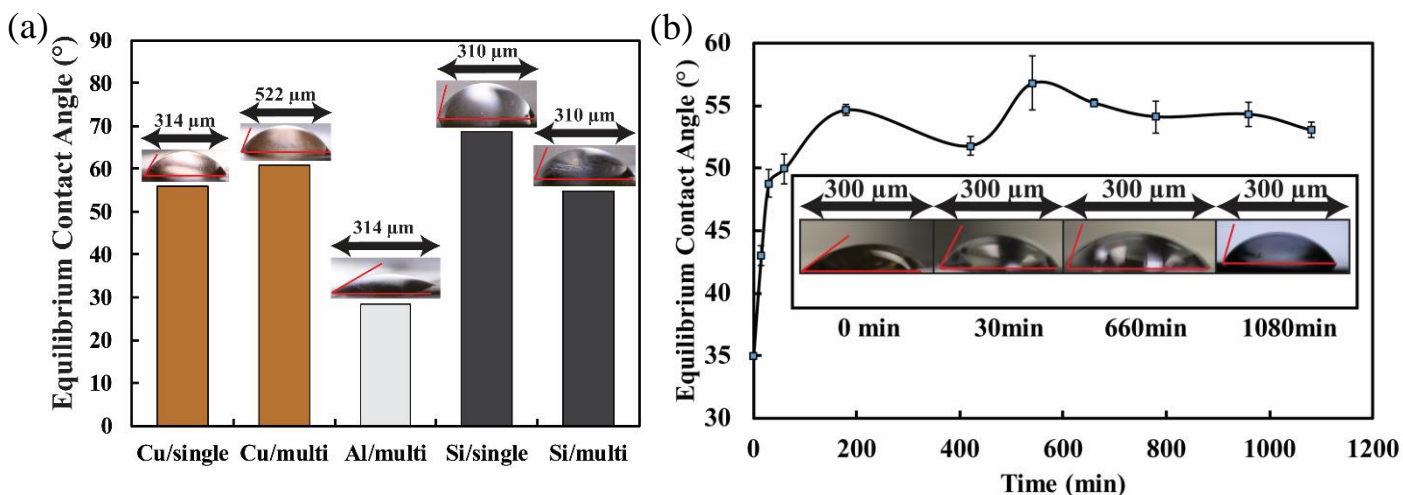 (a)
Equilibrium Contact Angle (°)
90
80
70
60
50
40
30
20
10
0
314 µm
522 µm
314 µm
310 µm
310 µm
Cu/single
Cu/multi
Al/multi
Si/single
Si/multi
(b)
Equilibrium Contact Angle (°)
60
55
50
45
40
35
30
300 µm
300 µm
300 µm
300 µm
0 min
30min
660min
1080min
0
200
400
600
800
1000
1200
Time (min)